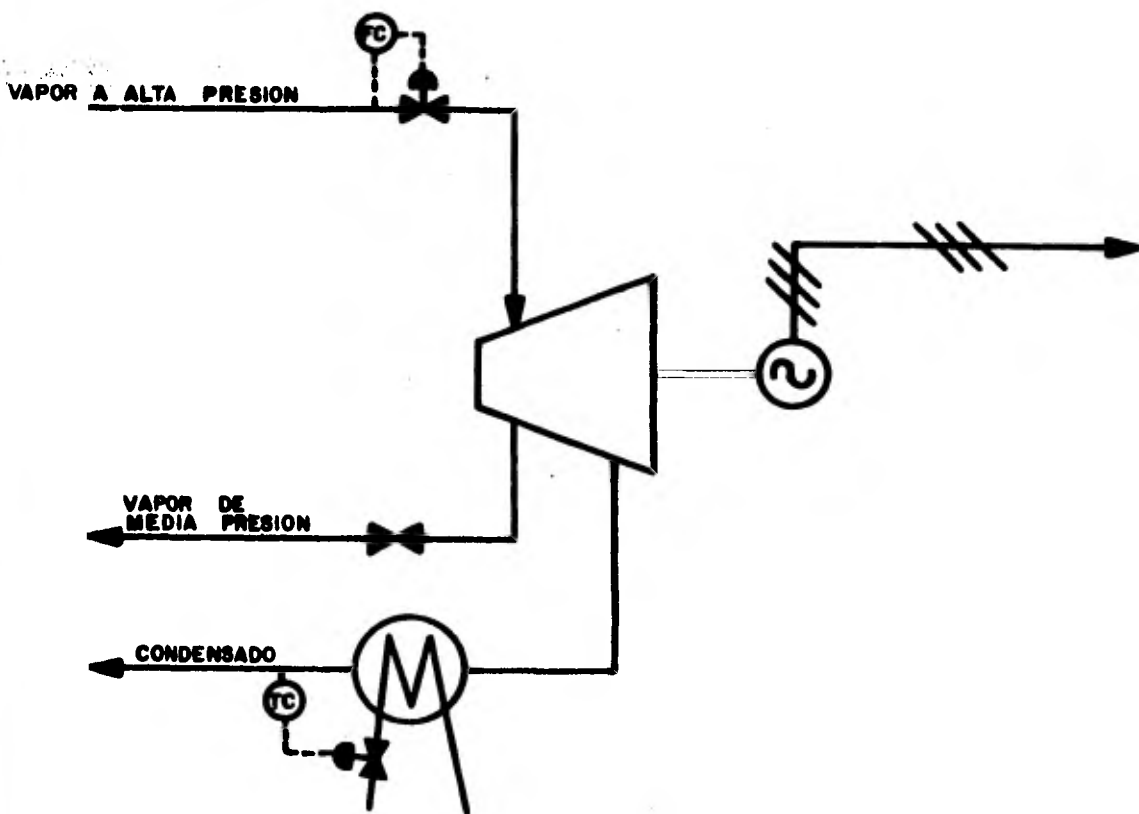 FC
VAPOR A ALTA PRESION
VAPOR DE
MEDIA PRESION
CONDENSADO
TC